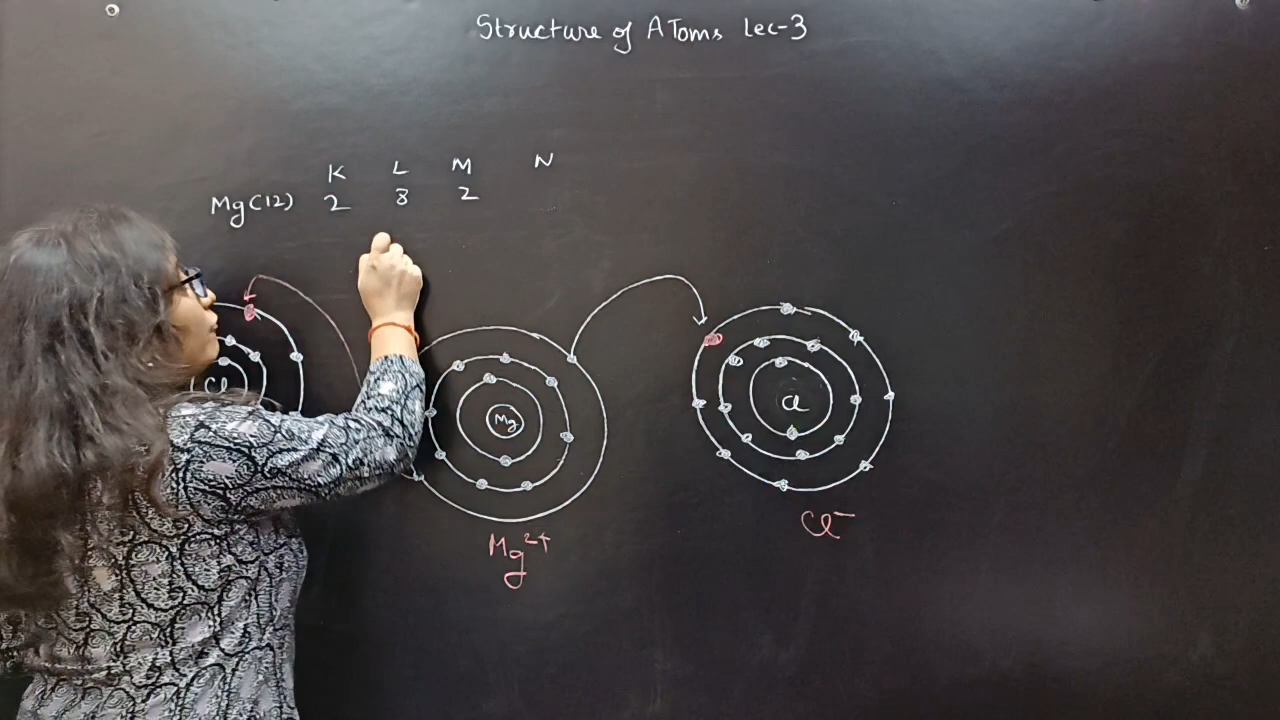 Structure of Atoms Lec-3
K L M N
Mg(12) 2 8 2
Cl
Mg
Cl
Mg2+
Cl-